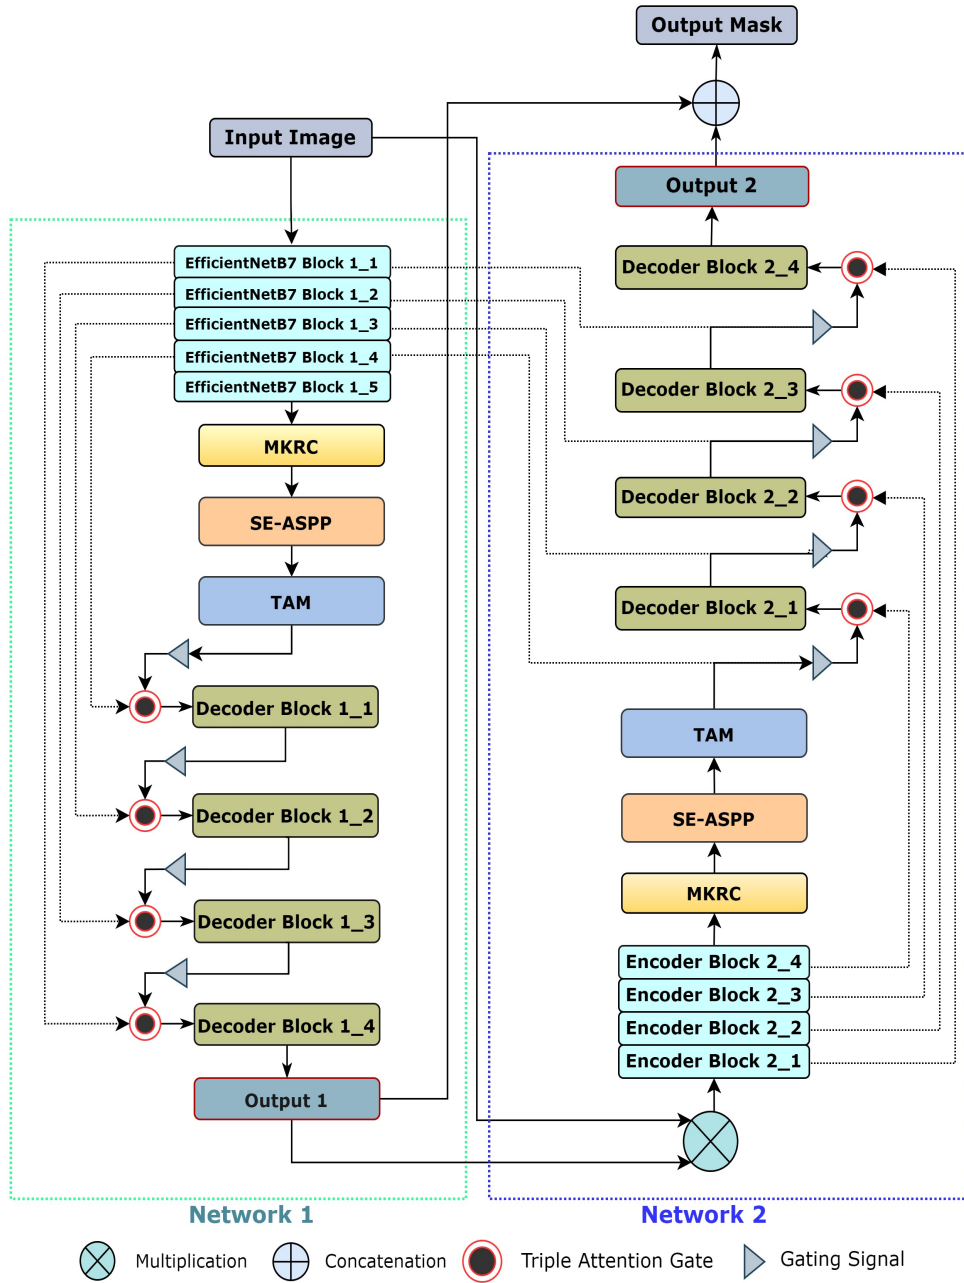 Output Mask
Input Image
EfficientNetB7 Block 1_1
EfficientNetB7 Block 1_2
EfficientNetB7 Block 1_3
EfficientNetB7 Block 1_4
EfficientNetB7 Block 1_5
MKRC
SE-ASPP
TAM
Decoder Block 1_1
Decoder Block 1_2
Decoder Block 1_3
Decoder Block 1_4
Output 1
Network 1
Output 2
Decoder Block 2_4
Decoder Block 2_3
Decoder Block 2_2
Decoder Block 2_1
TAM
SE-ASPP
MKRC
Encoder Block 2_4
Encoder Block 2_3
Encoder Block 2_2
Encoder Block 2_1
Network 2
Multiplication
Concatenation
Triple Attention Gate
Gating Signal